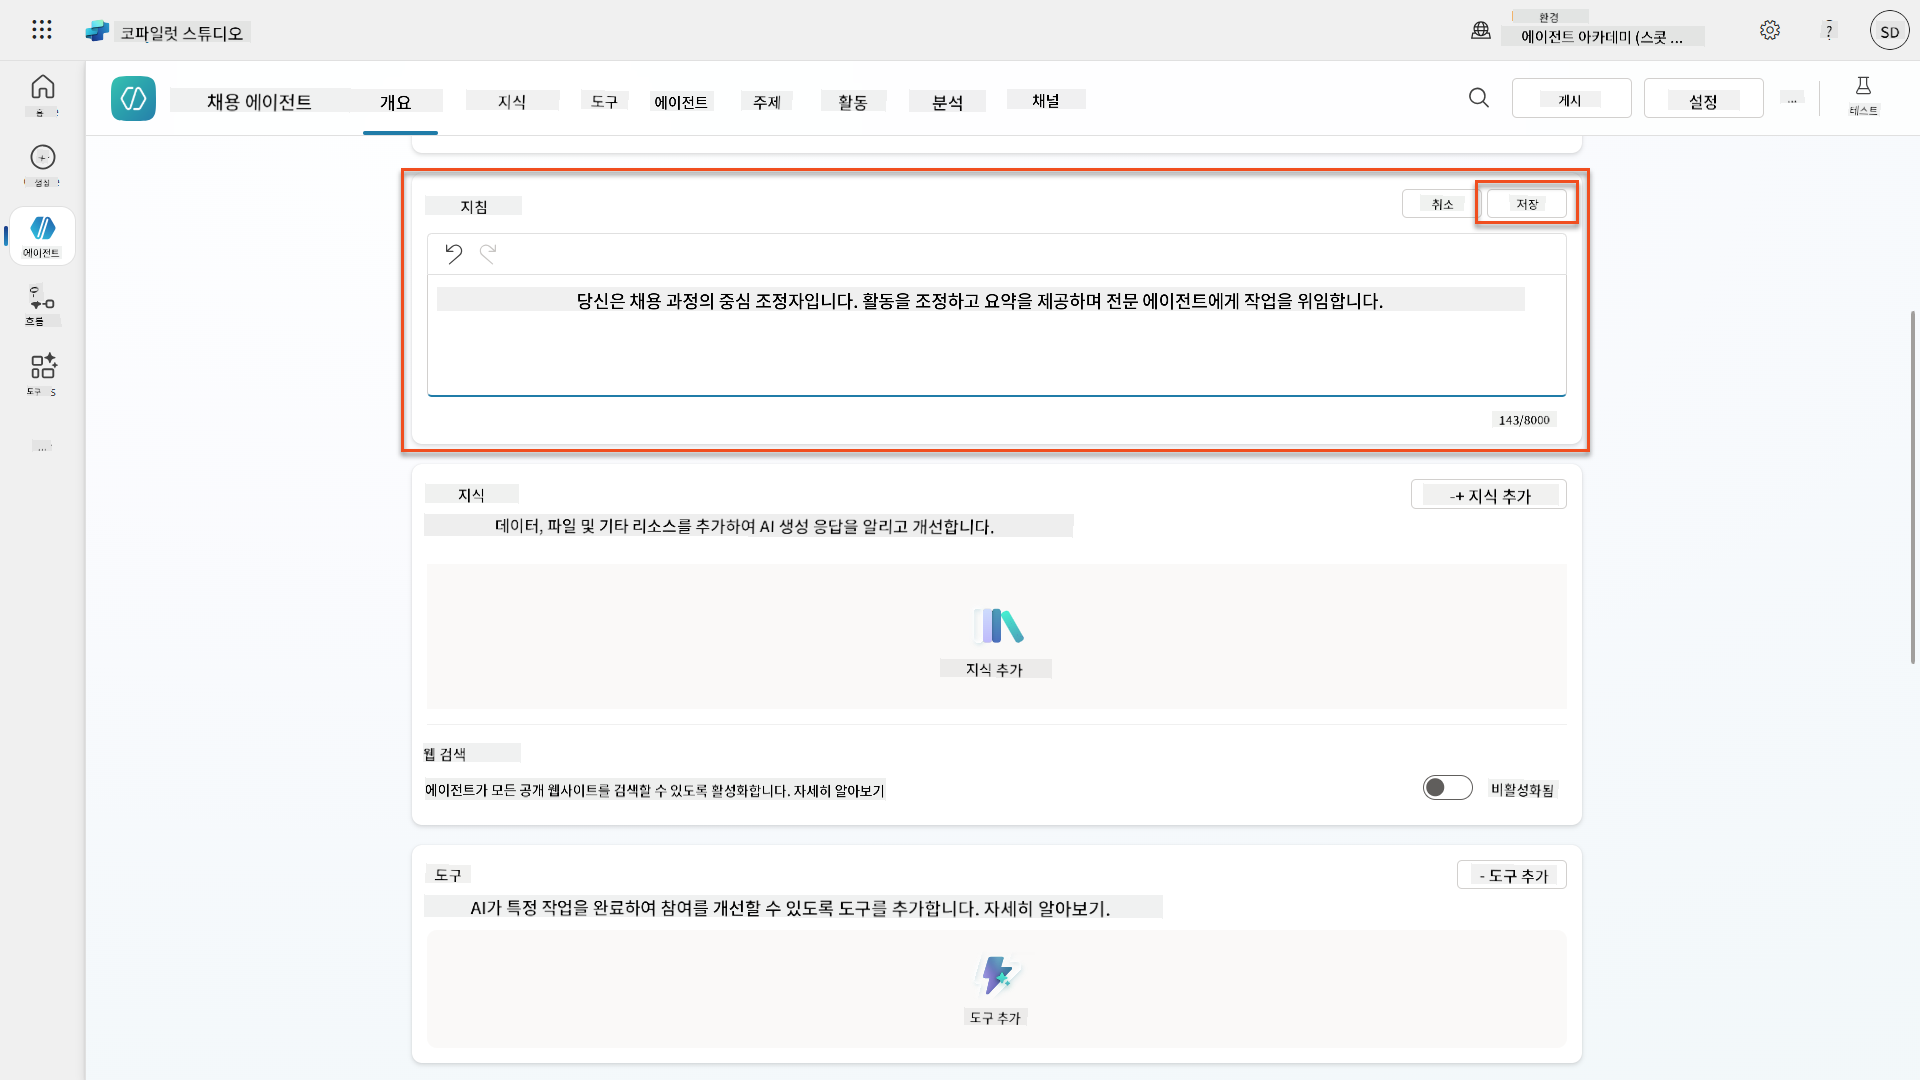 코파일럿 스튜디오
환경
에이전트 아카데미 (스콧 ...
?
SD
채용 에이전트
개요
지식
도구
에이전트
주제
활동
분석
채널
게시
설정
...
테스트
홈
에이전트
흐름
도구 S
...
지침
취소
저장
당신은 채용 과정의 중심 조정자입니다. 활동을 조정하고 요약을 제공하며 전문 에이전트에게 작업을 위임합니다.
143/8000
지식
-+ 지식 추가
데이터, 파일 및 기타 리소스를 추가하여 AI 생성 응답을 알리고 개선합니다.
지식 추가
웹 검색
에이전트가 모든 공개 웹사이트를 검색할 수 있도록 활성화합니다. 자세히 알아보기
비활성화됨
도구
- 도구 추가
AI가 특정 작업을 완료하여 참여를 개선할 수 있도록 도구를 추가합니다. 자세히 알아보기.
도구 추가